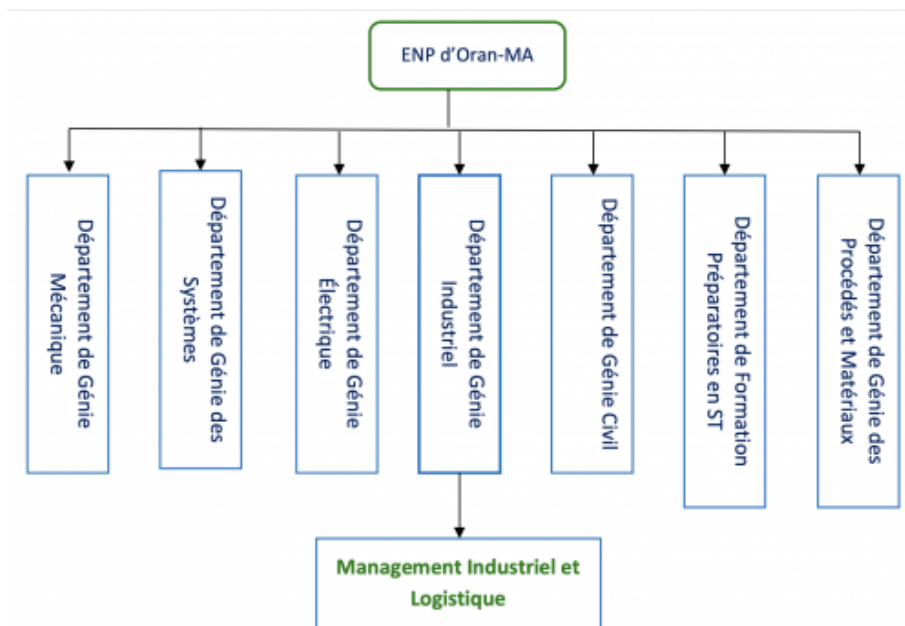 ENP d’Oran-MA
Département de Génie
Mécanique
Département de Génie des
Systèmes
Département de Génie
Électrique
Département de Génie
Industriel
Département de Génie Civil
Département de Formation
Préparatoires en ST
Département de Génie des
Procédés et Matériaux
Management Industriel et
Logistique